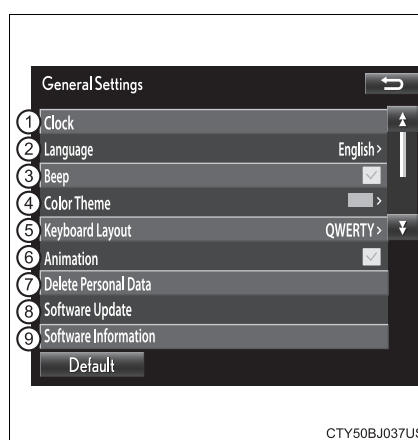 General Settings
1 Clock
2 Language English >
3 Beep
4 Color Theme >
5 Keyboard Layout QWERTY >
6 Animation
7 Delete Personal Data
8 Software Update
9 Software Information
Default
CTY50BJ037US